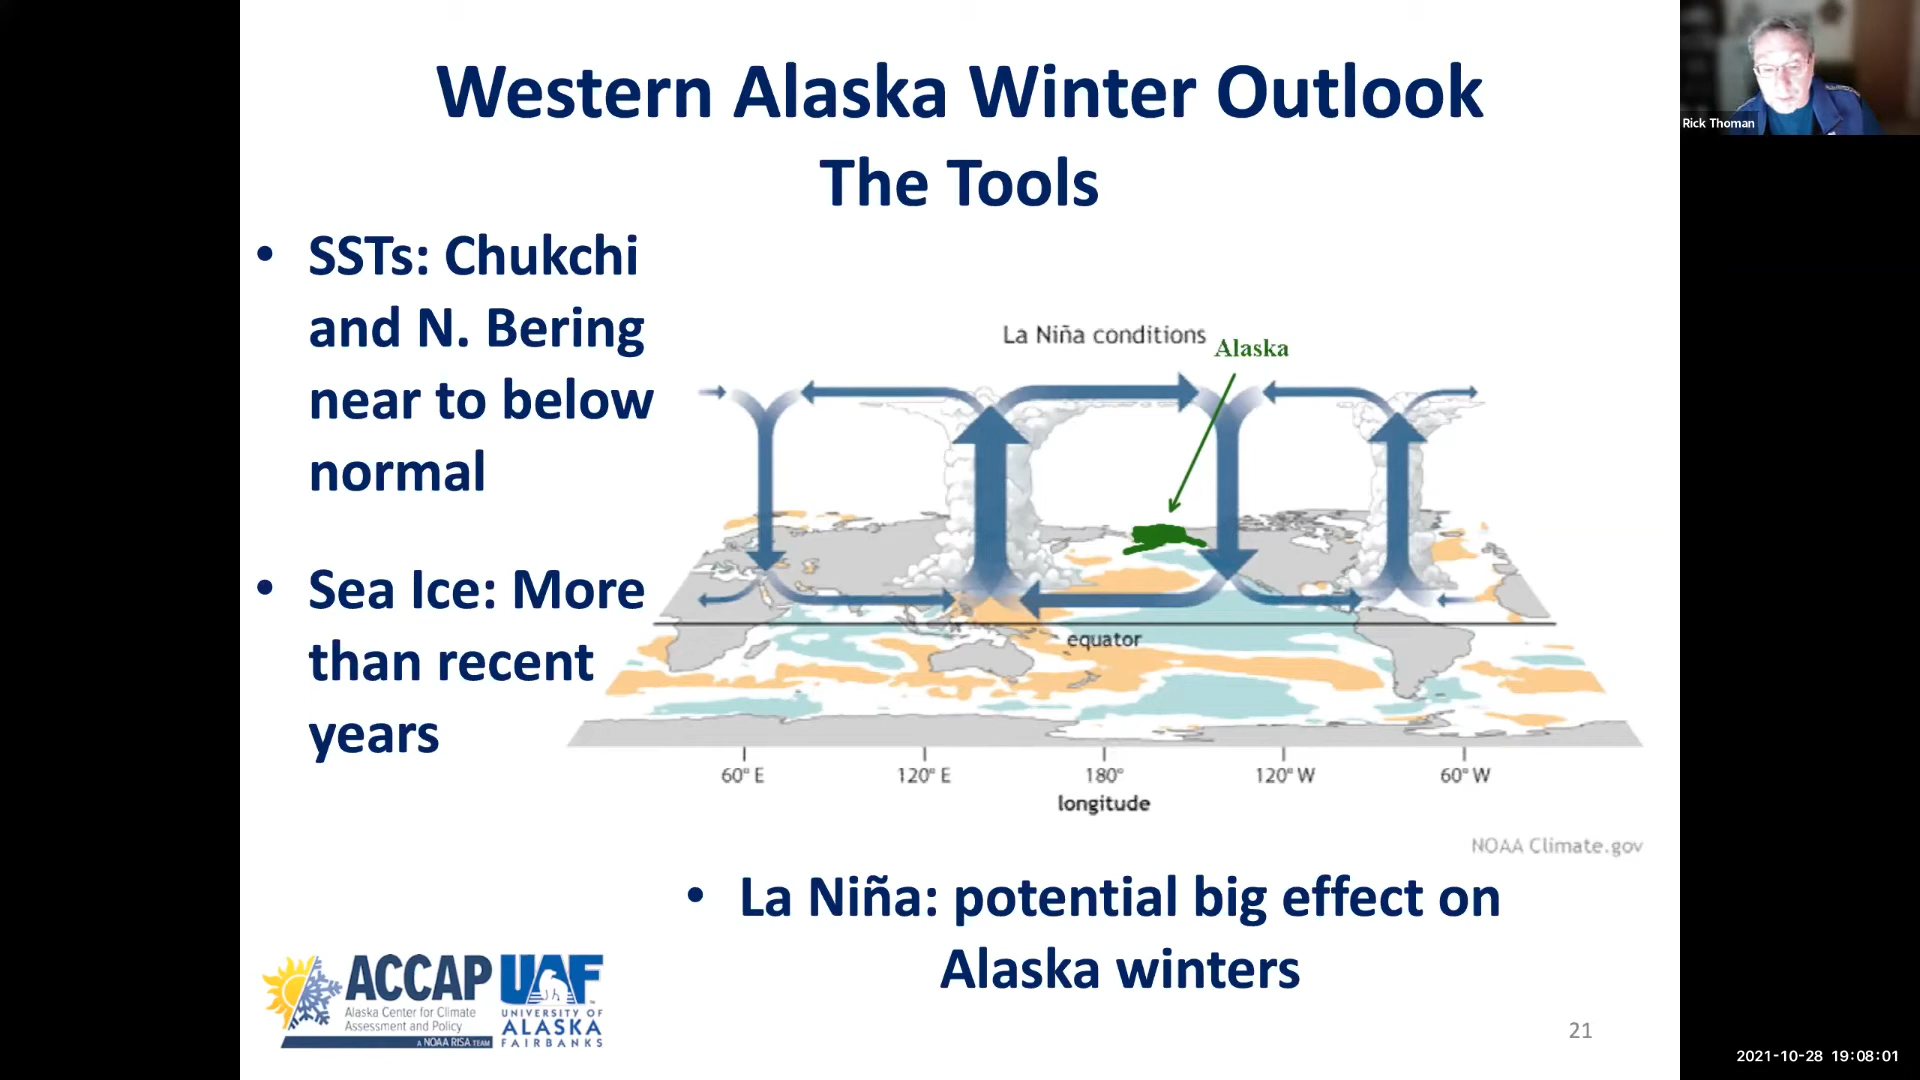 Western Alaska Winter Outlook
The Tools
• SSTs: Chukchi
and N. Bering
near to below
normal
• Sea Ice: More
than recent
years
La Niña conditions
Alaska
equator
60° E
120° E
180°
120° W
60° W
longitude
NOAA Climate.gov
• La Niña: potential big effect on
Alaska winters
ACCAP
Alaska Center for Climate
Assessment and Policy
A NOAA RISA TEAM
UAF
UNIVERSITY OF
ALASKA
FAIRBANKS
21
Rick Thoman
2021-10-28 19:08:01